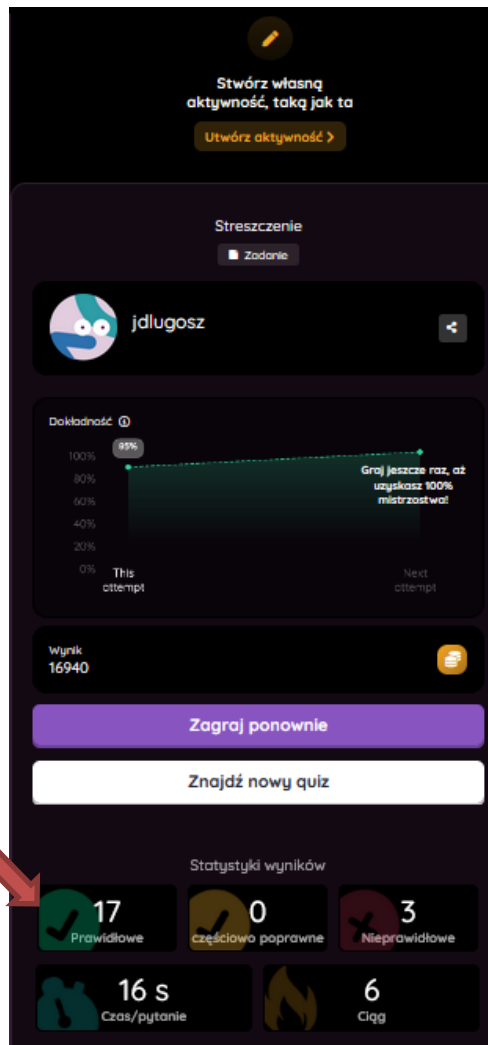 Stwórz własną
aktywność, taką jak ta
Utwórz aktywność >
Streszczenie
Zadanie
jdlugosz
Dokładność
95%
100%
80%
60%
40%
20%
0%
Graj jeszcze raz, aż
uzyskasz 100%
mistrzostwa!
This
attempt
Next
attempt
Wynik
16940
Zagraj ponownie
Znajdź nowy quiz
Statystyki wyników
17
Prawidłowe
0
częściowo poprawne
3
Nieprawidłowe
16 s
Czas/pytanie
6
Ciąg